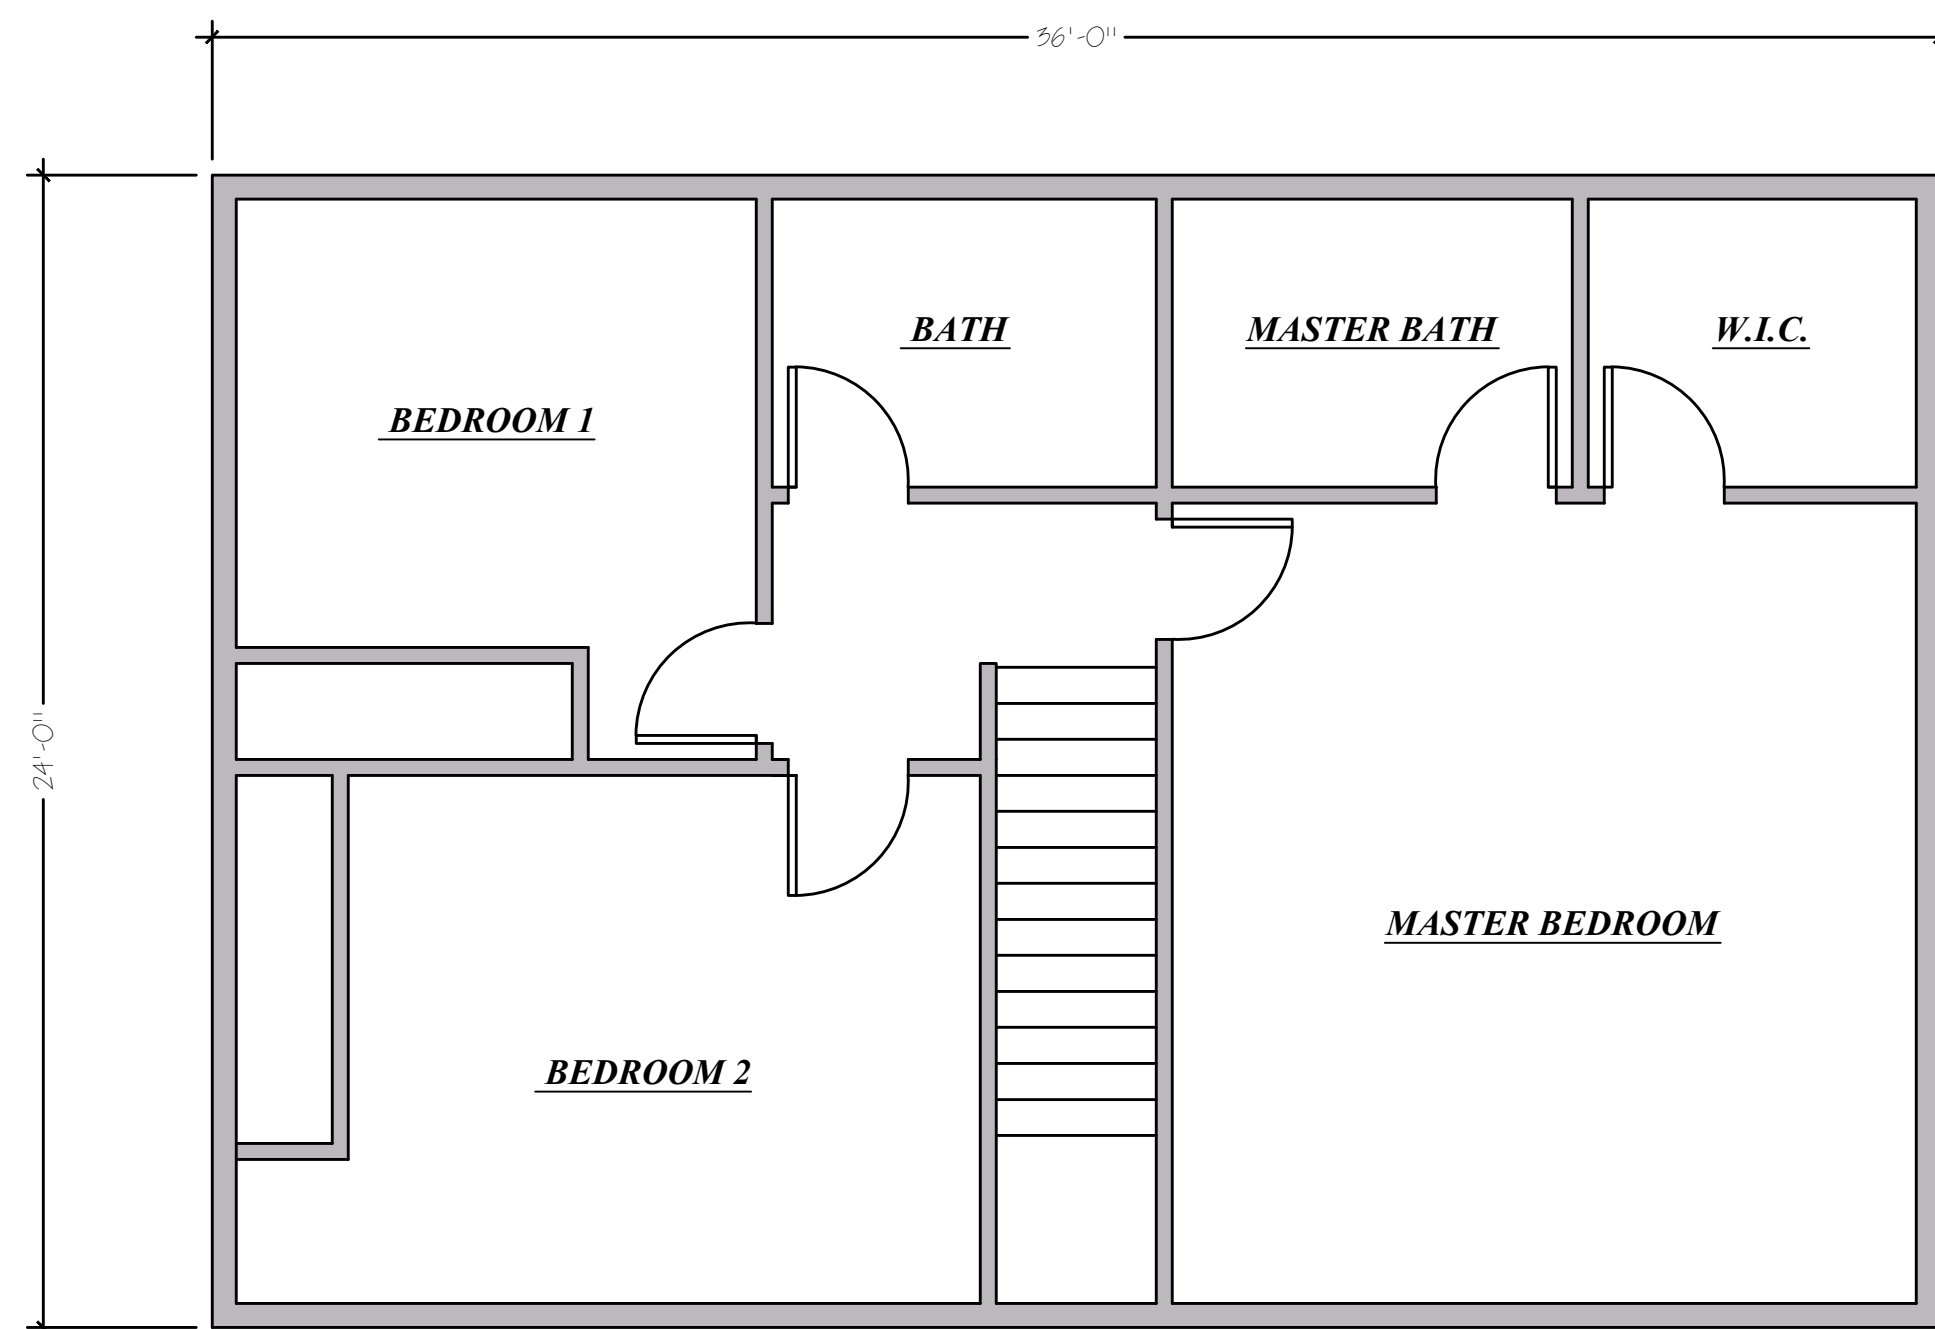 36'-0"
BATH
MASTER BATH
W.I.C.
BEDROOM 1
24'-0"
MASTER BEDROOM
BEDROOM 2